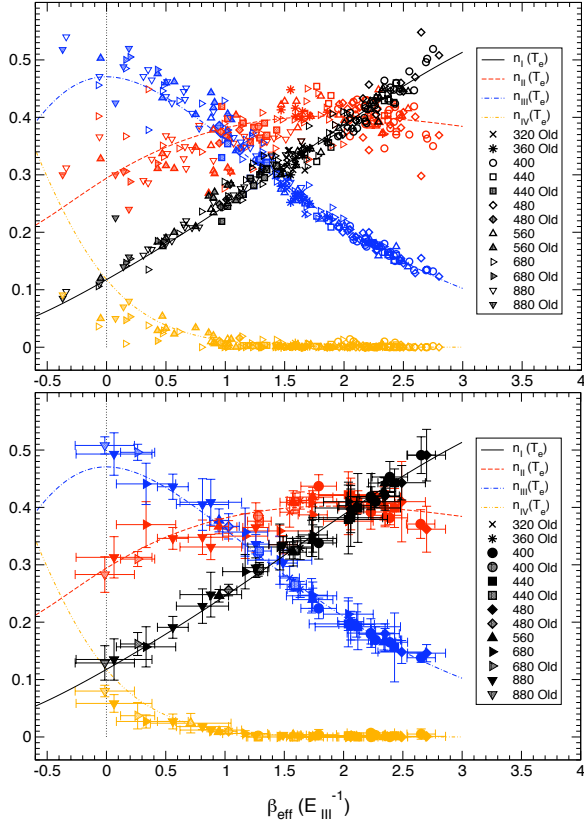 0.5
0.4
0.3
0.2
0.1
0
n_I (T_e)
n_II (T_e)
n_III(T_e)
n_IV(T_e)
320 Old
360 Old
400
440
440 Old
480
480 Old
560
560 Old
680
680 Old
880
880 Old
-0.5 0 0.5 1 1.5 2 2.5 3 3.5 4
0.5
0.4
0.3
0.2
0.1
0
n_I (T_e)
n_II (T_e)
n_III(T_e)
n_IV(T_e)
320 Old
360 Old
400
400 Old
440
440 Old
480
480 Old
560
680
680 Old
880
880 Old
-0.5 0 0.5 1 1.5 2 2.5 3 3.5 4
β_eff (E_III^-1)